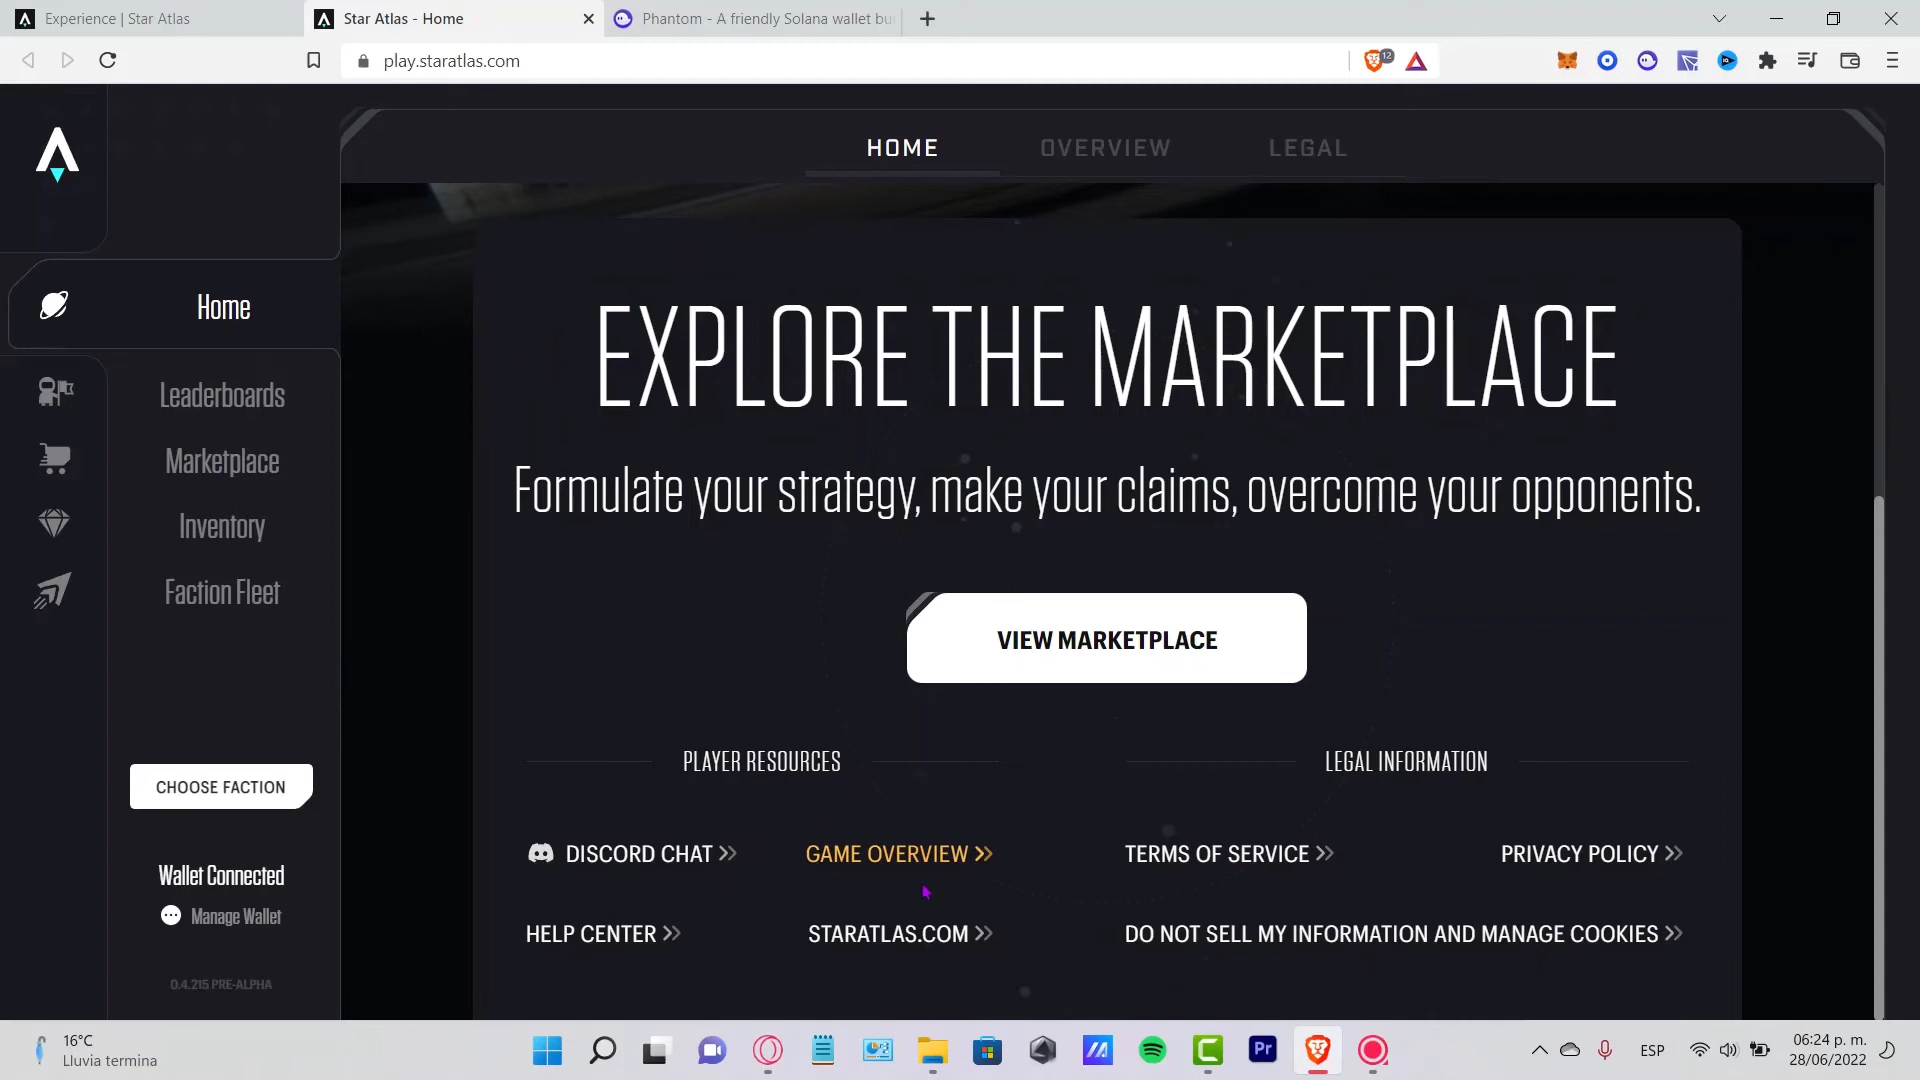 Experience | Star Atlas
Star Atlas - Home
Phantom - A friendly Solana wallet bu
play.staratlas.com
12
HOME
OVERVIEW
LEGAL
Home
Leaderboards
Marketplace
Inventory
Faction Fleet
EXPLORE THE MARKETPLACE
Formulate your strategy, make your claims, overcome your opponents.
VIEW MARKETPLACE
PLAYER RESOURCES
LEGAL INFORMATION
CHOOSE FACTION
DISCORD CHAT
GAME OVERVIEW
TERMS OF SERVICE
PRIVACY POLICY
Wallet Connected
Manage Wallet
HELP CENTER
STARATLAS.COM
DO NOT SELL MY INFORMATION AND MANAGE COOKIES
0.4.215 PRE-ALPHA
16°C
Lluvia termina
Pr
ESP
06:24 p. m.
28/06/2022